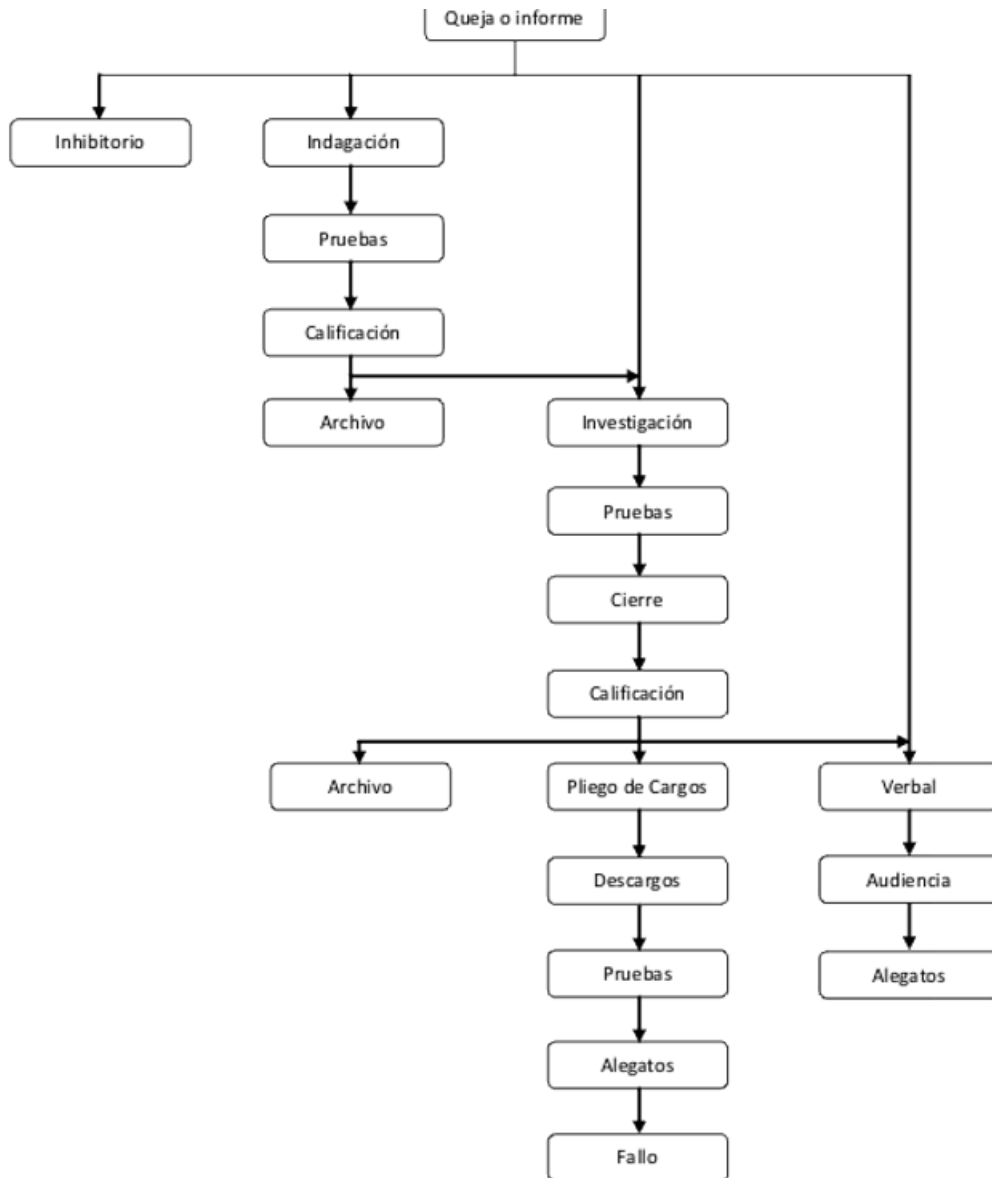 Queja o informe
Inhibitorio
Indagación
Pruebas
Calificación
Archivo
Investigación
Pruebas
Cierre
Calificación
Archivo
Pliego de Cargos
Verbal
Descargos
Audiencia
Pruebas
Alegatos
Alegatos
Fallo